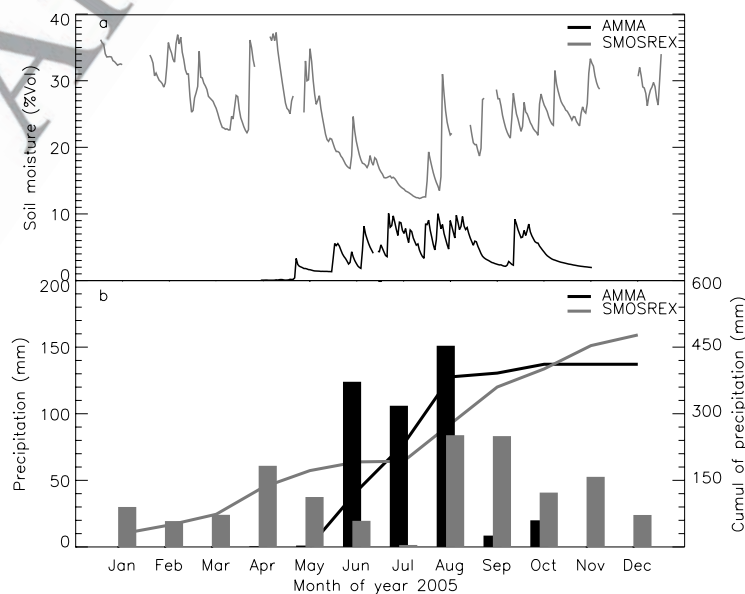 a
AMMA
SMOSREX
40
30
20
10
0
Soil moisture (%Vol)
b
AMMA
SMOSREX
200
150
100
50
0
Precipitation (mm)
600
450
300
150
Cumul of precipitation (mm)
Jan Feb Mar Apr May Jun Jul Aug Sep Oct Nov Dec
Month of year 2005